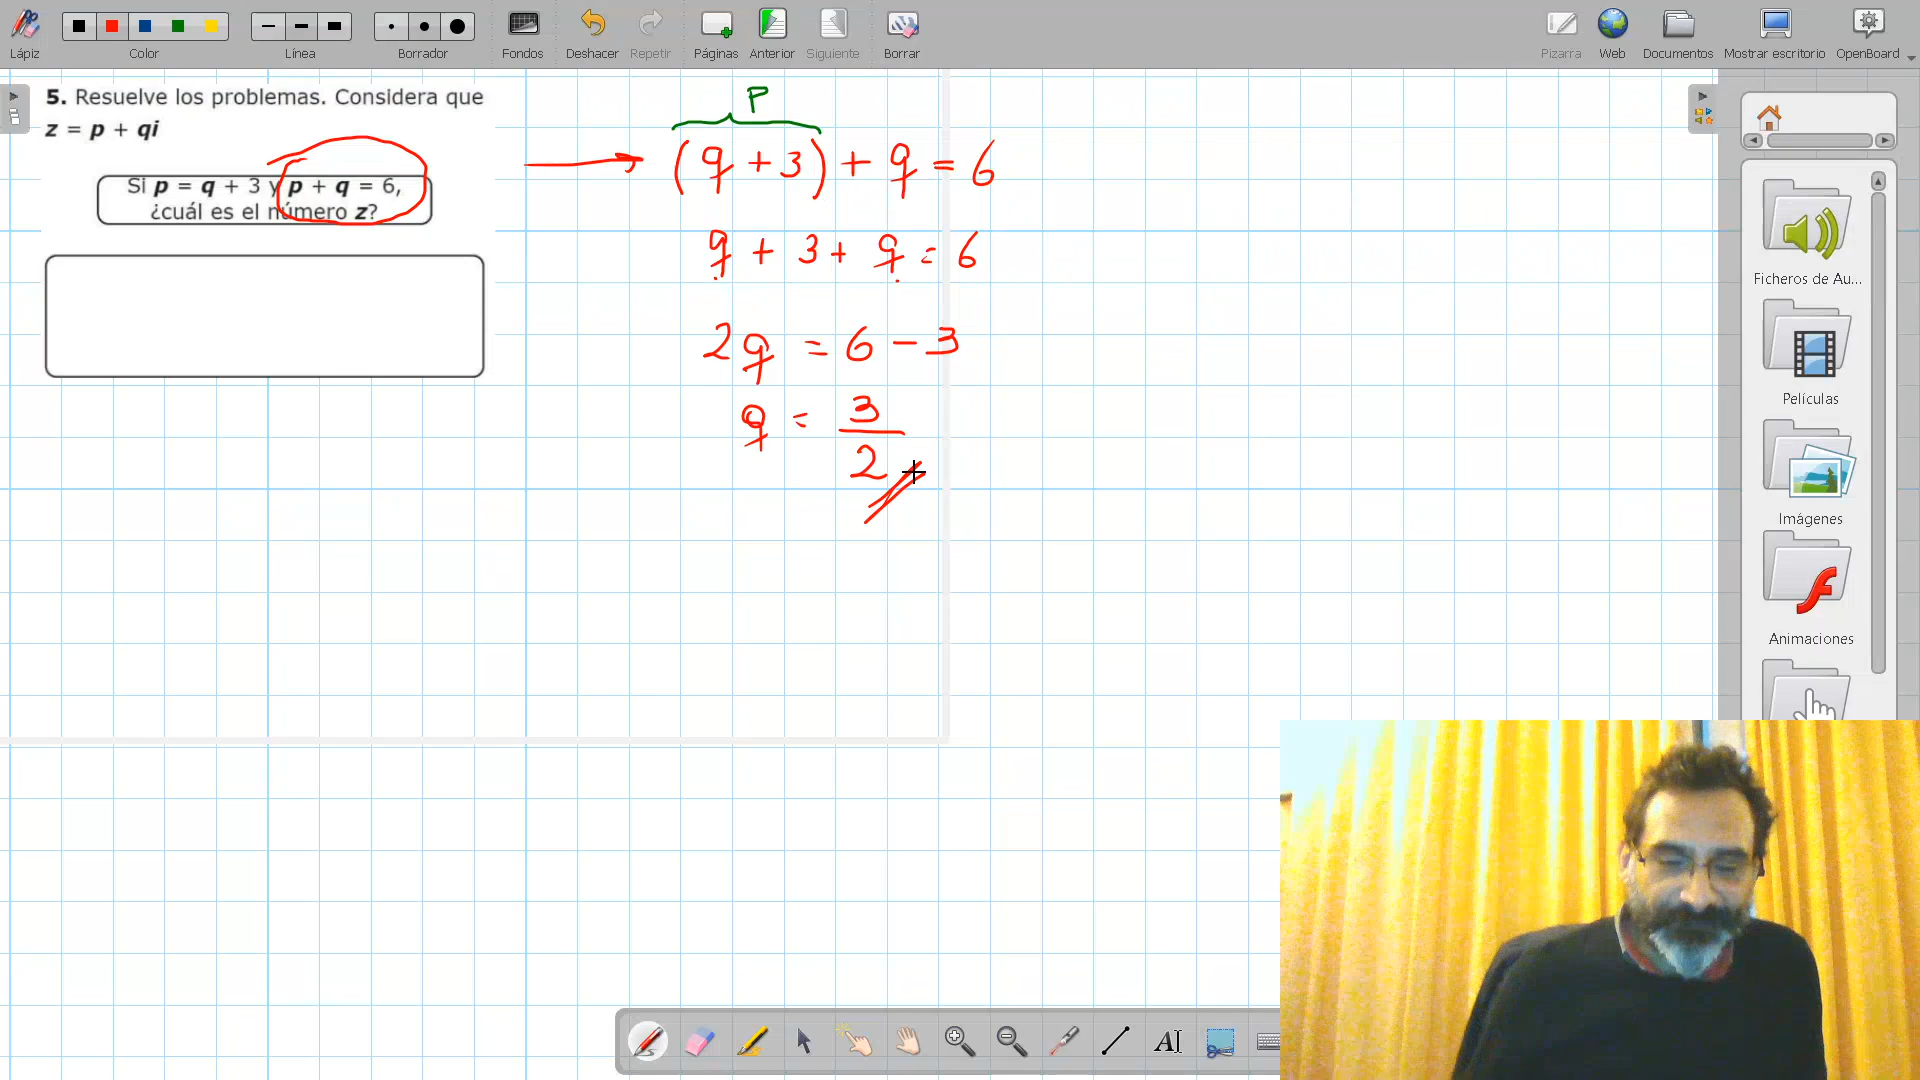 Lápiz
Color
Línea
Borrador
Fondos
Deshacer
Repetir
Páginas
Anterior
Siguiente
Borrar
Pizarra
Web
Documentos
Mostrar escritorio
OpenBoard
5. Resuelve los problemas. Considera que
z = p + qi
Si p = q + 3 y p + q = 6,
¿cuál es el número z?
P
(q + 3) + q = 6
q + 3 + q = 6
2q = 6 - 3
q = 3
2
Ficheros de Au...
Películas
Imágenes
Animaciones
AI